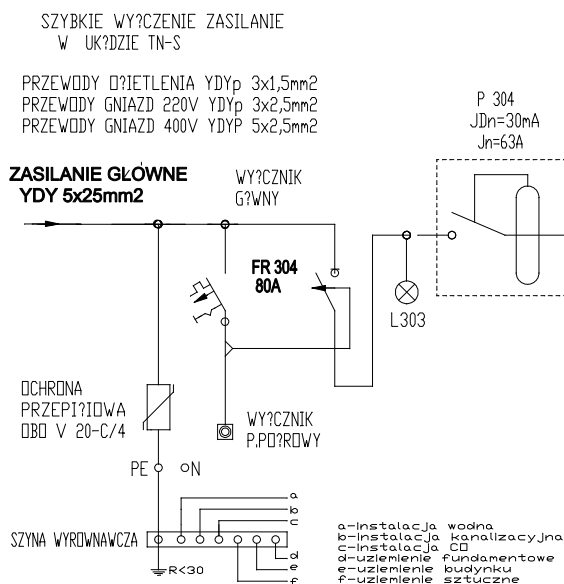 SZYBKIE WY?CZENIE ZASILANIE
W UK?DZIE TN-S
PRZEWODY O?IETLENIA YDYp 3x1,5mm2
PRZEWODY GNIAZD 220V YDYp 3x2,5mm2
PRZEWODY GNIAZD 400V YDYP 5x2,5mm2
P 304
JDn=30mA
Jn=63A
ZASILANIE GŁÓWNE
YDY 5x25mm2
WY?CZNIK
G?WNY
FR 304
80A
L303
OCHRONA
PRZEPI?IOWA
OBO V 20-C/4
WY?CZNIK
P.PO?ROWY
PE
N
SZYNA WYRÓWNAWCZA
R<30
a
b
c
d
e
f
a-instalacja wodna
b-instalacja kanalizacyjna
c-instalacja CO
d-uziemienie fundamentowe
e-uziemienie budynku
f-uziemienie sztuczne